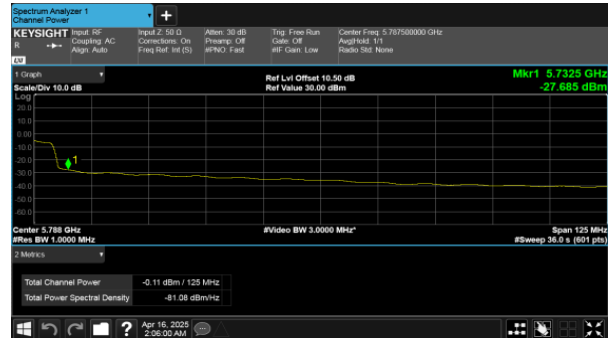 Spectrum Analyzer 1
Channel Power
KEYSIGHT Input: RF Input Z: 50 Ω Atten: 30 dB Trig: Free Run Center Freq: 5.787500000 GHz
R Coupling: AC Corrections: On Preamp: Off Gate: Off Avg|Hold: 1/1
Align: Auto Freq Ref: Int (S) #PNO: Fast #IF Gain: Low Radio Std: None
LXI
1 Graph Ref Lvl Offset 10.50 dB Mkr1 5.7325 GHz
Scale/Div 10.0 dB Ref Value 30.00 dBm -27.685 dBm
Log
20.0
10.0
0.00
-10.0
1
-20.0
-30.0
-40.0
-50.0
-60.0
Center 5.788 GHz #Video BW 3.0000 MHz* Span 125 MHz
#Res BW 1.0000 MHz #Sweep 36.0 s (601 pts)
2 Metrics
Total Channel Power -0.11 dBm / 125 MHz
Total Power Spectral Density -81.08 dBm/Hz
? Apr 16, 2025
2:06:00 AM